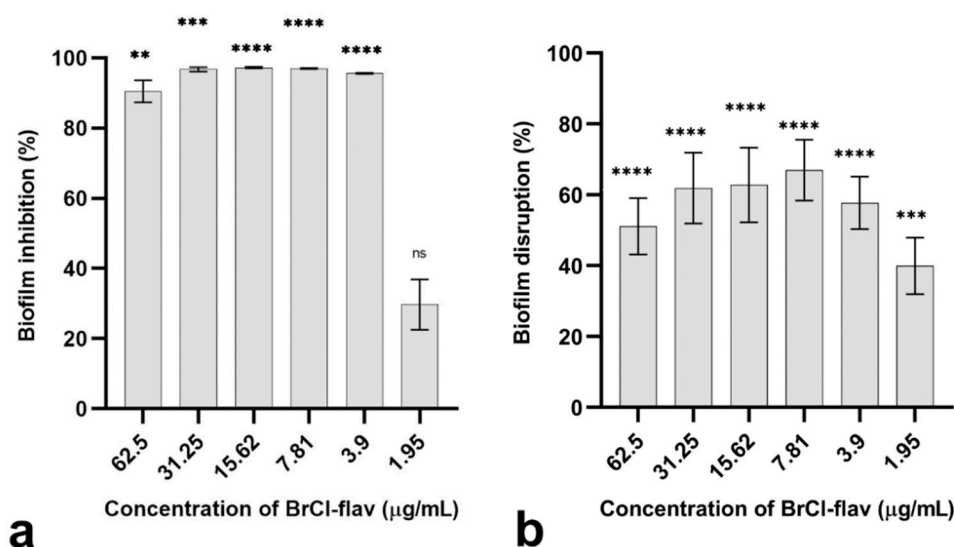 Biofilm inhibition (%)
100
80
60
40
20
0
** *** **** **** **** ns
62.5 31.25 15.62 7.81 3.9 1.95
Concentration of BrCl-flav (μg/mL)
a
Biofilm disruption (%)
100
80
60
40
20
0
**** **** **** **** **** ***
62.5 31.25 15.62 7.81 3.9 1.95
Concentration of BrCl-flav (μg/mL)
b